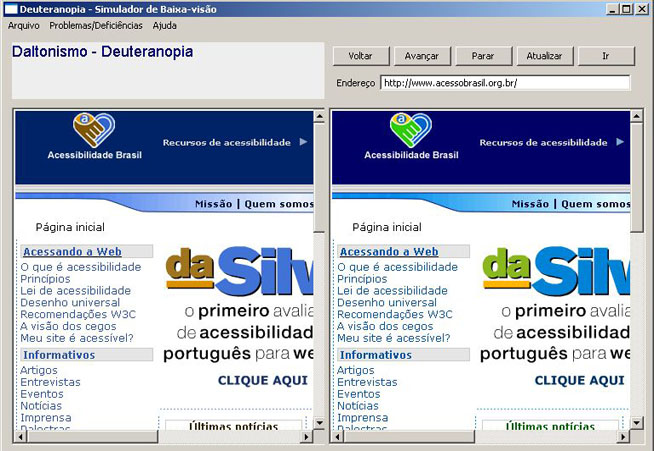 Deuteranopia - Simulador de Baixa-visão
Arquivo Problemas/Deficiências Ajuda
Daltonismo - Deuteranopia
Voltar Avançar Parar Atualizar Ir
Endereço http://www.acessobrasil.org.br/
a
Acessibilidade Brasil
Recursos de acessibilidade
Missão | Quem somos
Página inicial
Acessando a Web
O que é acessibilidade
Princípios
Lei de acessibilidade
Desenho universal
Recomendações W3C
A visão dos cegos
Meu site é acessível?
Informativos
Artigos
Entrevistas
Eventos
Notícias
Imprensa
Palestras
daSilv
o primeiro avalia
de acessibilidad
português para we
CLIQUE AQUI
Últimas notícias
a
Acessibilidade Brasil
Recursos de acessibilidade
Missão | Quem somos
Página inicial
Acessando a Web
O que é acessibilidade
Princípios
Lei de acessibilidade
Desenho universal
Recomendações W3C
A visão dos cegos
Meu site é acessível?
Informativos
Artigos
Entrevistas
Eventos
Notícias
Imprensa
Palestras
daSilv
o primeiro avalia
de acessibilidade
português para we
CLIQUE AQUI
Últimas notícias